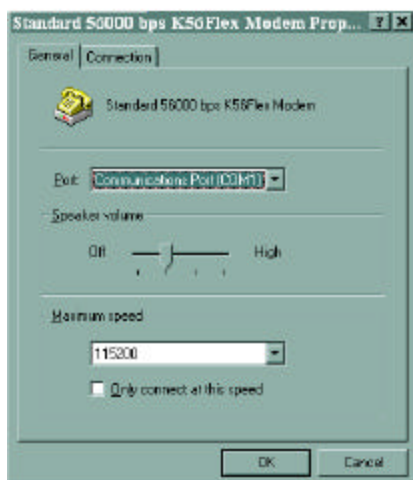 Standard 56000 bps K56Flex Modem Prop... ? X
General Connection
Standard 56000 bps K56Flex Modem
Port: Communications Port (COM1)
Speaker volume
Off High
Maximum speed
115200
Only connect at this speed
OK Cancel